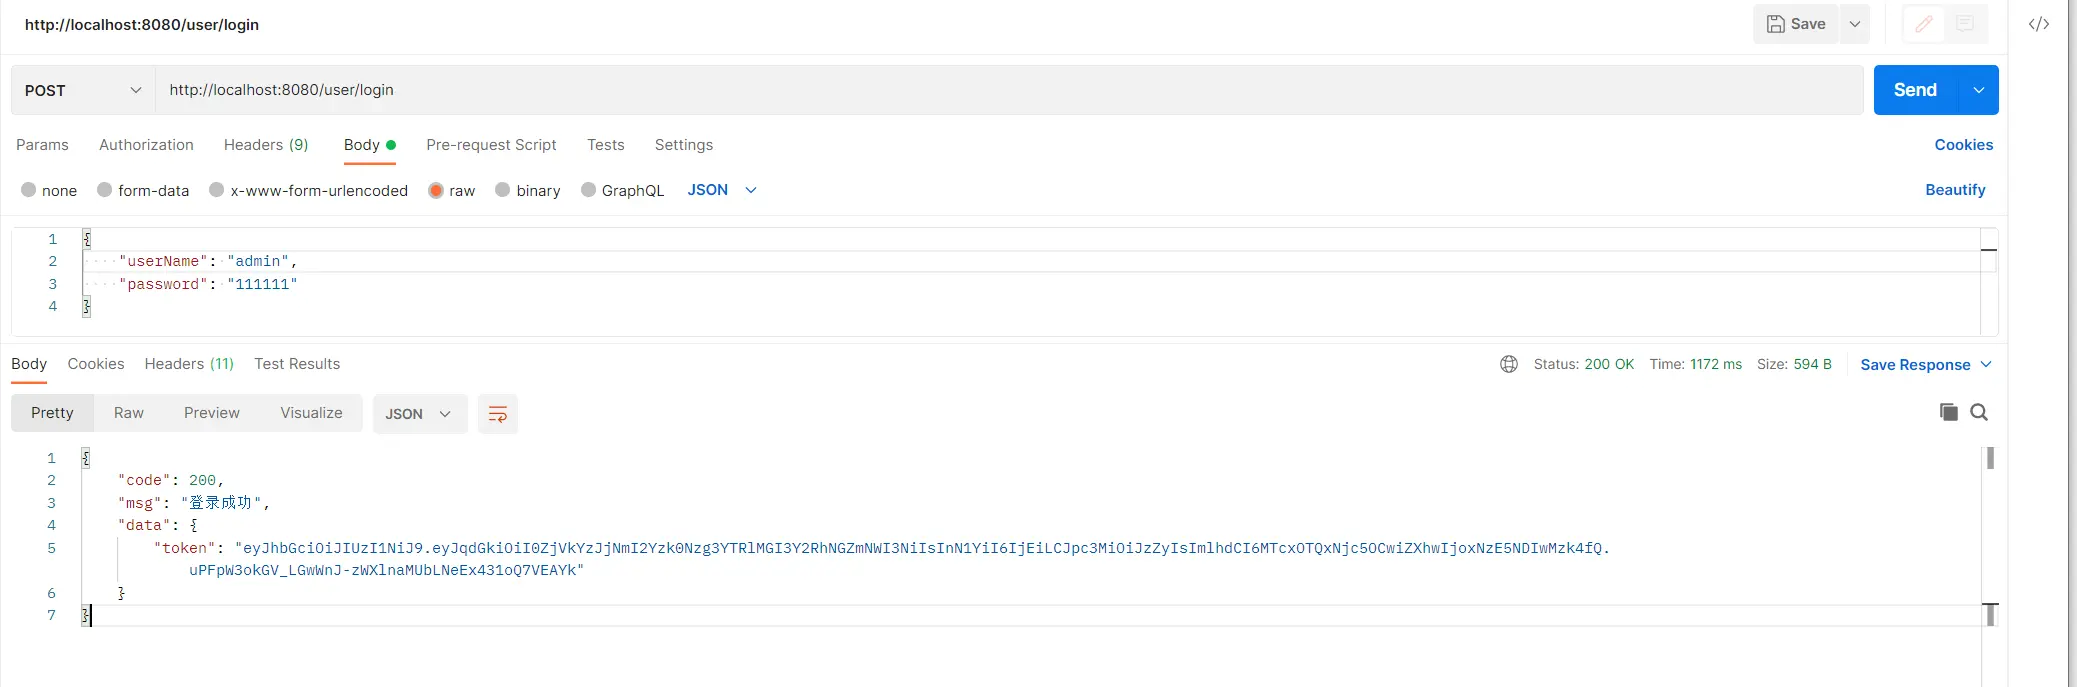 http://localhost:8080/user/login
Save
</>
POST
http://localhost:8080/user/login
Send
Params Authorization Headers (9) Body Pre-request Script Tests Settings Cookies
none form-data x-www-form-urlencoded raw binary GraphQL JSON Beautify
1 {
2 "userName": "admin",
3 "password": "111111"
4 }
Body Cookies Headers (11) Test Results Status: 200 OK Time: 1172 ms Size: 594 B Save Response
Pretty Raw Preview Visualize JSON
1 {
2 "code": 200,
3 "msg": "登录成功",
4 "data": {
5 "token": "eyJhbGciOiJIUzI1NiJ9.eyJqdGkiOiI0ZjVkYzJjNmI2Yzk0Nzg3YTRlMGI3Y2RhNGZmNWI3NiIsInN1YiI6IjEiLCJpc3MiOiJzZyIsImlhdCI6MTcxOTQxNjc5OCwiZXhwIjoxNzE5NDIwMzk4fQ.
uPFpW3okGV_LGwWnJ-zWXlnaMUbLNeEx431oQ7VEAYk"
6 }
7 }